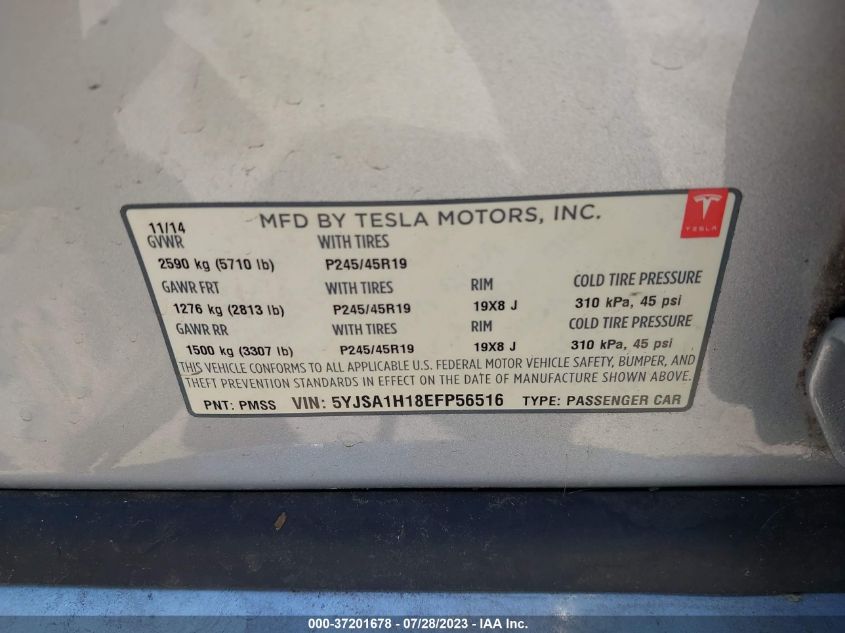 11/14 MFD BY TESLA MOTORS, INC.
TESLA
GVWR WITH TIRES
2590 kg (5710 lb) P245/45R19
GAWR FRT WITH TIRES RIM COLD TIRE PRESSURE
1276 kg (2813 lb) P245/45R19 19X8 J 310 kPa, 45 psi
GAWR RR WITH TIRES RIM COLD TIRE PRESSURE
1500 kg (3307 lb) P245/45R19 19X8 J 310 kPa, 45 psi
THIS VEHICLE CONFORMS TO ALL APPLICABLE U.S. FEDERAL MOTOR VEHICLE SAFETY, BUMPER, AND
THEFT PREVENTION STANDARDS IN EFFECT ON THE DATE OF MANUFACTURE SHOWN ABOVE.
PNT: PMSS VIN: 5YJSA1H18EFP56516 TYPE: PASSENGER CAR
000-37201678 - 07/28/2023 - IAA Inc.